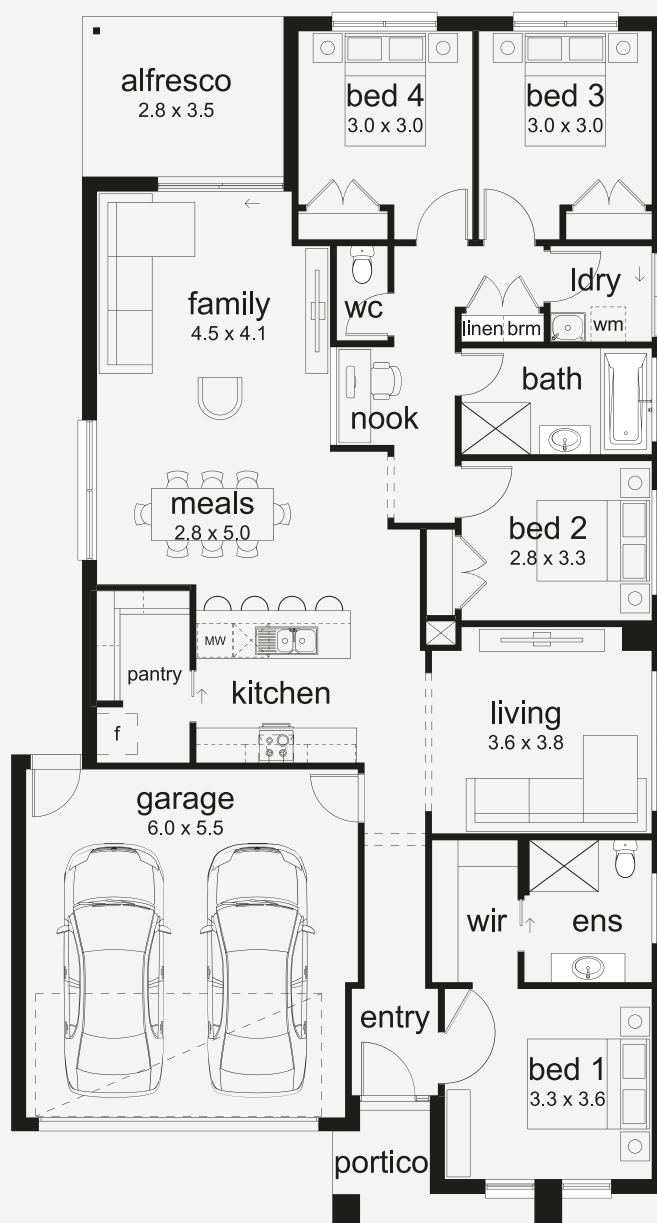 alfresco
2.8 x 3.5
bed 4
3.0 x 3.0
bed 3
3.0 x 3.0
family
4.5 x 4.1
wc
ldry
linen brm
wm
nook
bath
meals
2.8 x 5.0
bed 2
2.8 x 3.3
MW
pantry
kitchen
f
living
3.6 x 3.8
garage
6.0 x 5.5
wir
ens
entry
bed 1
3.3 x 3.6
portico